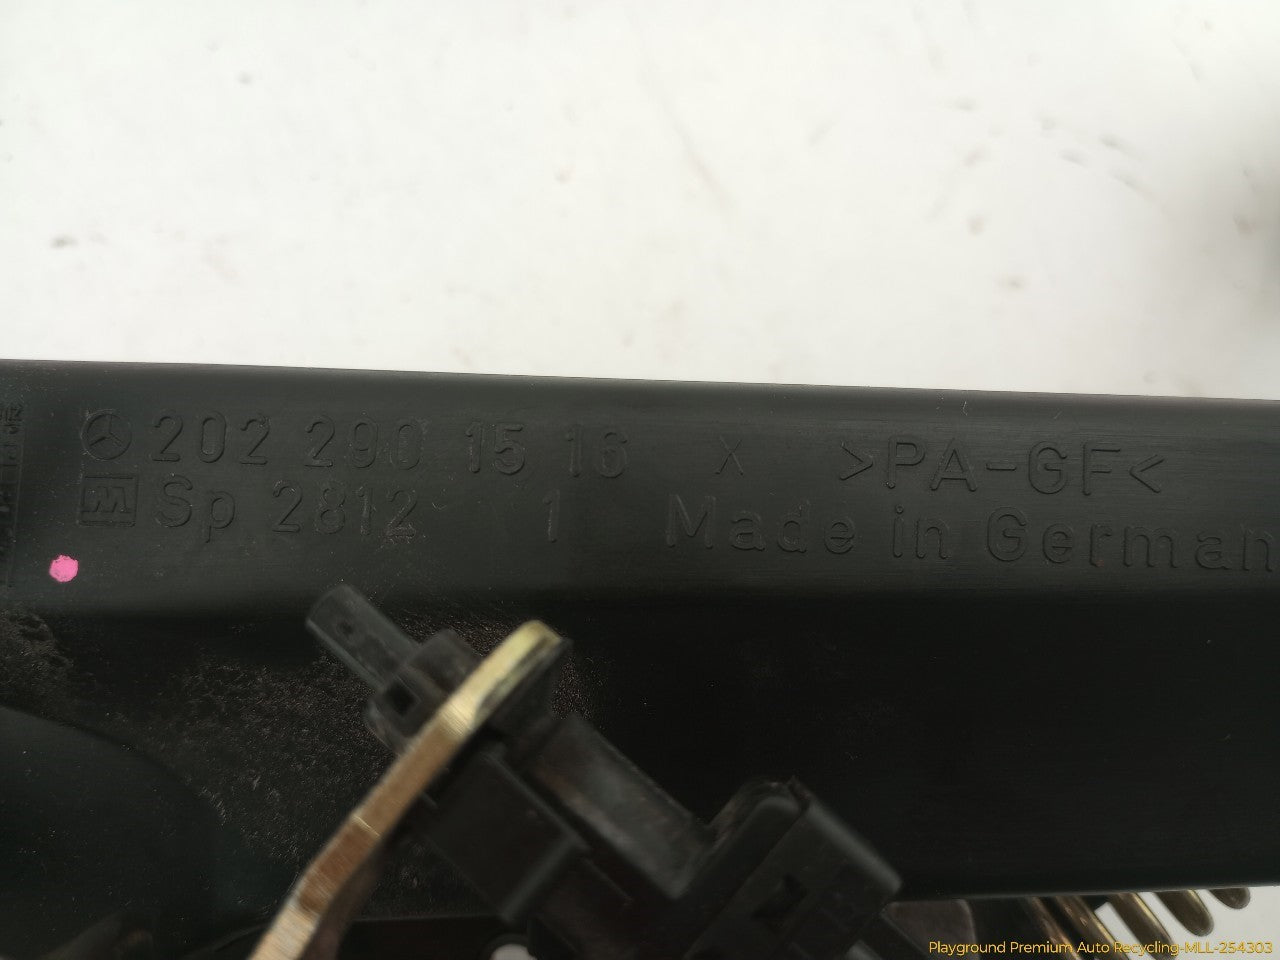 202 290 15 16 X >PA-GF<
Sp 2812 1 Made in German
Playground Premium Auto Recycling-MLL-254303